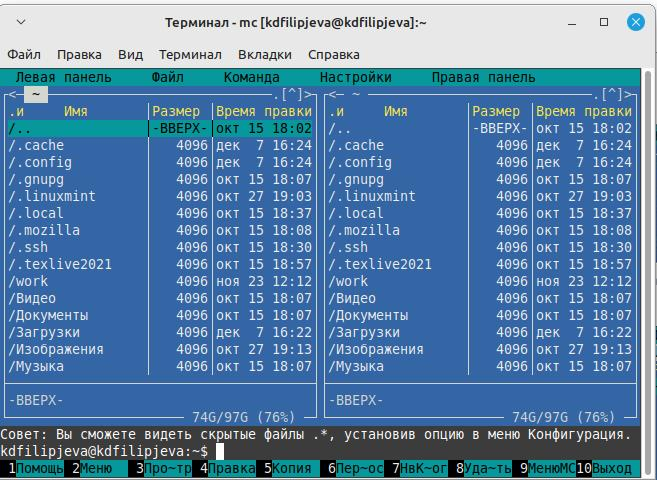 Терминал - mc [kdfilipjeva@kdfilipjeva]:~
Файл Правка Вид Терминал Вкладки Справка
Левая панель Файл Команда Настройки Правая панель
<─ ~ .[^]> <─ ~ .[^]>
.и Имя Размер Время правки .и Имя Размер Время правки
/.. -ВВЕРХ- окт 15 18:02 /.. -ВВЕРХ- окт 15 18:02
/.cache 4096 дек 7 16:24 /.cache 4096 дек 7 16:24
/.config 4096 дек 7 16:24 /.config 4096 дек 7 16:24
/.gnupg 4096 окт 15 18:07 /.gnupg 4096 окт 15 18:07
/.linuxmint 4096 окт 27 19:03 /.linuxmint 4096 окт 27 19:03
/.local 4096 окт 15 18:37 /.local 4096 окт 15 18:37
/.mozilla 4096 окт 15 18:08 /.mozilla 4096 окт 15 18:08
/.ssh 4096 окт 15 18:30 /.ssh 4096 окт 15 18:30
/.texlive2021 4096 окт 15 18:57 /.texlive2021 4096 окт 15 18:57
/work 4096 ноя 23 12:12 /work 4096 ноя 23 12:12
/Видео 4096 окт 15 18:07 /Видео 4096 окт 15 18:07
/Документы 4096 окт 15 18:07 /Документы 4096 окт 15 18:07
/Загрузки 4096 дек 7 16:22 /Загрузки 4096 дек 7 16:22
/Изображения 4096 окт 27 19:13 /Изображения 4096 окт 27 19:13
/Музыка 4096 окт 15 18:07 /Музыка 4096 окт 15 18:07
-ВВЕРХ- -ВВЕРХ-
74G/97G (76%) 74G/97G (76%)
Совет: Вы сможете видеть скрытые файлы .*, установив опцию в меню Конфигурация.
kdfilipjeva@kdfilipjeva:~$
1Помощь 2Меню 3Про~тр 4Правка 5Копия 6Пер~ос 7НвК~ог 8Уда~ть 9МенюМС 10Выход